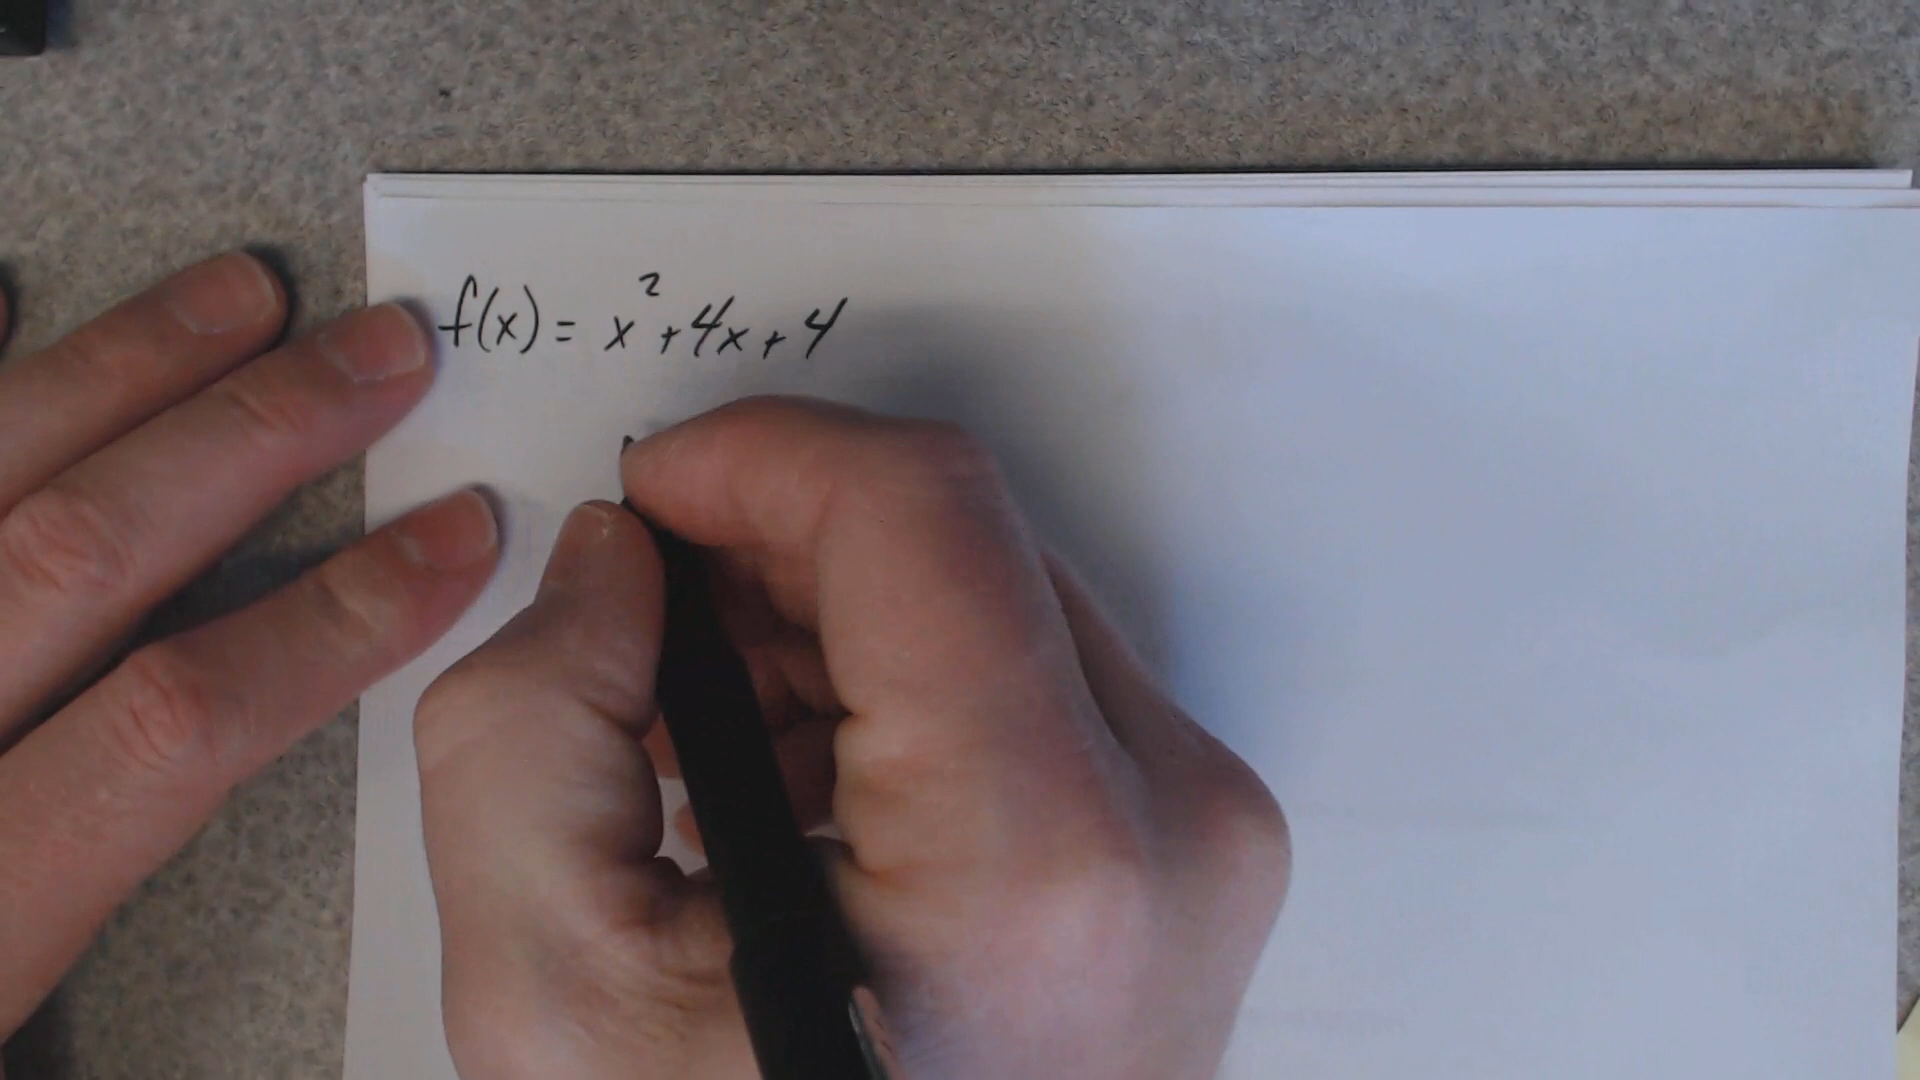 f(x) = x² + 4x + 4